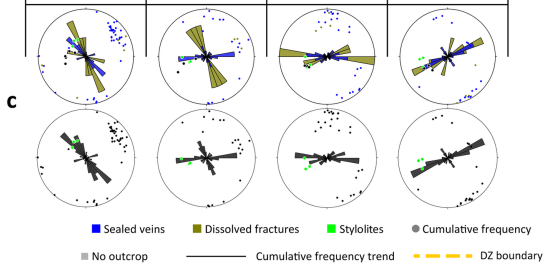 C
Sealed veins Dissolved fractures Stylolites Cumulative frequency
No outcrop Cumulative frequency trend DZ boundary